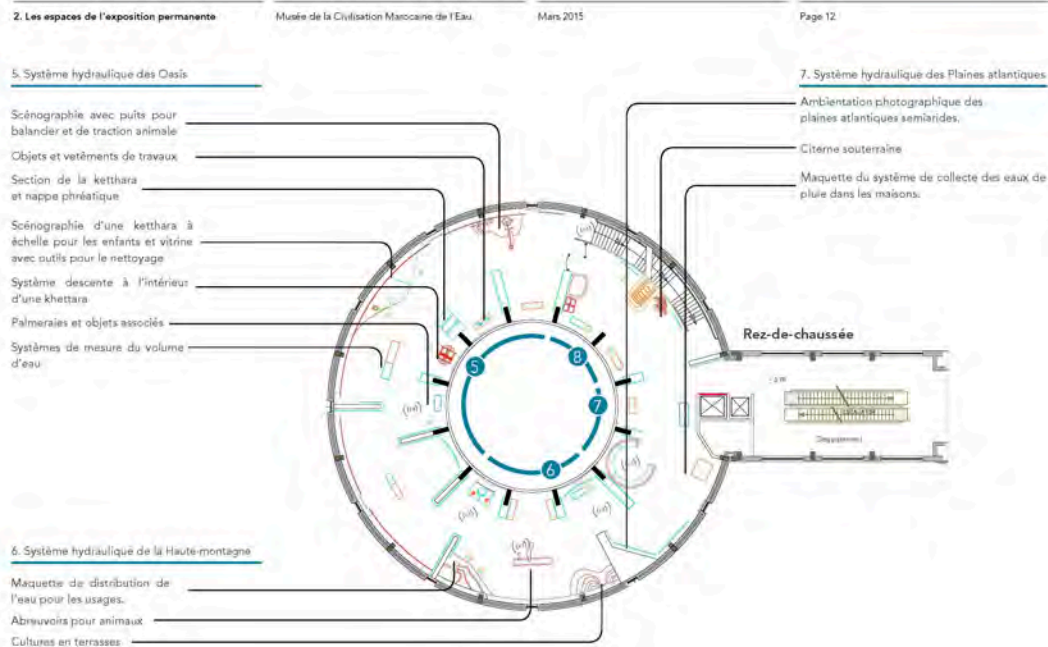 2. Les espaces de l'exposition permanente
Musée de la Civilisation Marocaine de l'Eau.
Mars 2015
Page 12
5. Système hydraulique des Oasis
Scénographie avec puits pour
balancier et de traction animale
Objets et vetêments de travaux
Section de la ketthara
et nappe phréatique
Scénographie d'une ketthara à
échelle pour les enfants et vitrine
avec outils pour le nettoyage
Système descente à l'intérieur
d'une khettara
Palmeraies et objets associés
Systèmes de mesure du volume
d'eau
6. Système hydraulique de la Haute-montagne
Maquette de distribution de
l'eau pour les usages.
Abreuvoirs pour animaux
Cultures en terrasses
7. Système hydraulique des Plaines atlantiques
Ambientation photographique des
plaines atlantiques semiarides.
Citerne souterraine
Maquette du système de collecte des eaux de
pluie dans les maisons.
Rez-de-chaussée
5
8
7
6